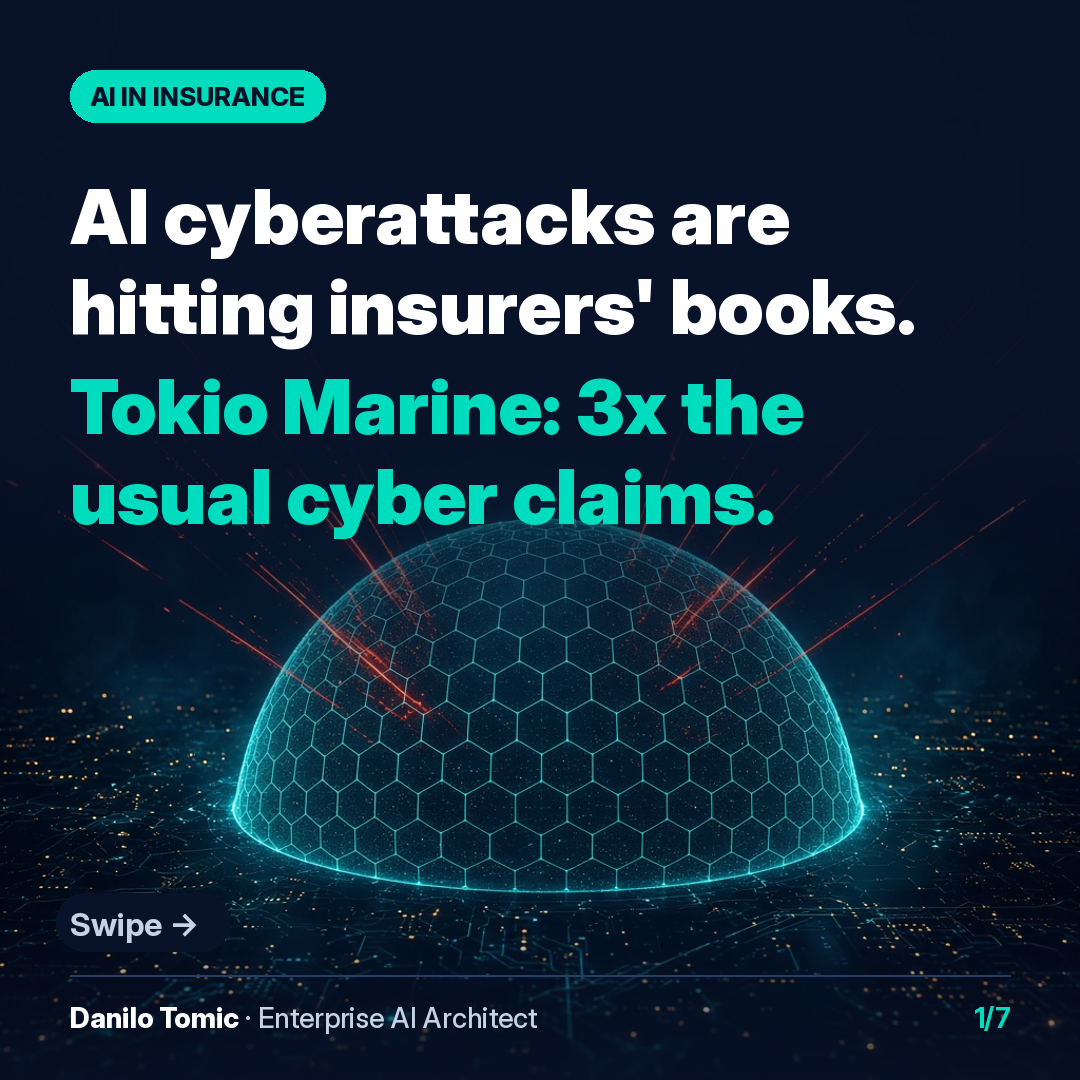 AI IN INSURANCE
AI cyberattacks are
hitting insurers' books.
Tokio Marine: 3x the
usual cyber claims.
Swipe →
Danilo Tomic · Enterprise AI Architect
1/7